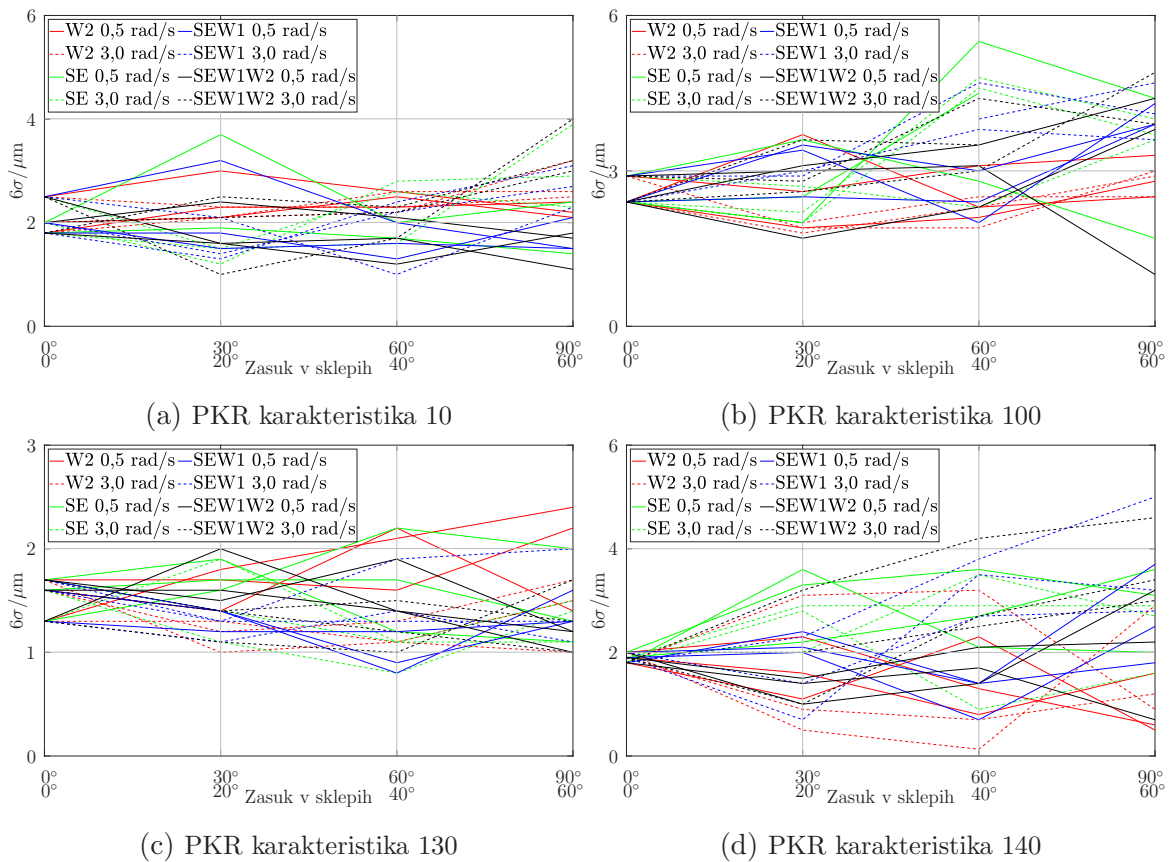 6
4
2
0
6σ/μm
W2 0,5 rad/s
W2 3,0 rad/s
SE 0,5 rad/s
SE 3,0 rad/s
SEW1 0,5 rad/s
SEW1 3,0 rad/s
SEW1W2 0,5 rad/s
SEW1W2 3,0 rad/s
0° 30° 60° 90°
0° 20° 40° 60°
Zasuk v sklepih
(a) PKR karakteristika 10
6
3
0
6σ/μm
W2 0,5 rad/s
W2 3,0 rad/s
SE 0,5 rad/s
SE 3,0 rad/s
SEW1 0,5 rad/s
SEW1 3,0 rad/s
SEW1W2 0,5 rad/s
SEW1W2 3,0 rad/s
0° 30° 60° 90°
0° 20° 40° 60°
Zasuk v sklepih
(b) PKR karakteristika 100
3
2
1
0
6σ/μm
W2 0,5 rad/s
W2 3,0 rad/s
SE 0,5 rad/s
SE 3,0 rad/s
SEW1 0,5 rad/s
SEW1 3,0 rad/s
SEW1W2 0,5 rad/s
SEW1W2 3,0 rad/s
0° 30° 60° 90°
0° 20° 40° 60°
Zasuk v sklepih
(c) PKR karakteristika 130
6
4
2
0
6σ/μm
W2 0,5 rad/s
W2 3,0 rad/s
SE 0,5 rad/s
SE 3,0 rad/s
SEW1 0,5 rad/s
SEW1 3,0 rad/s
SEW1W2 0,5 rad/s
SEW1W2 3,0 rad/s
0° 30° 60° 90°
0° 20° 40° 60°
Zasuk v sklepih
(d) PKR karakteristika 140